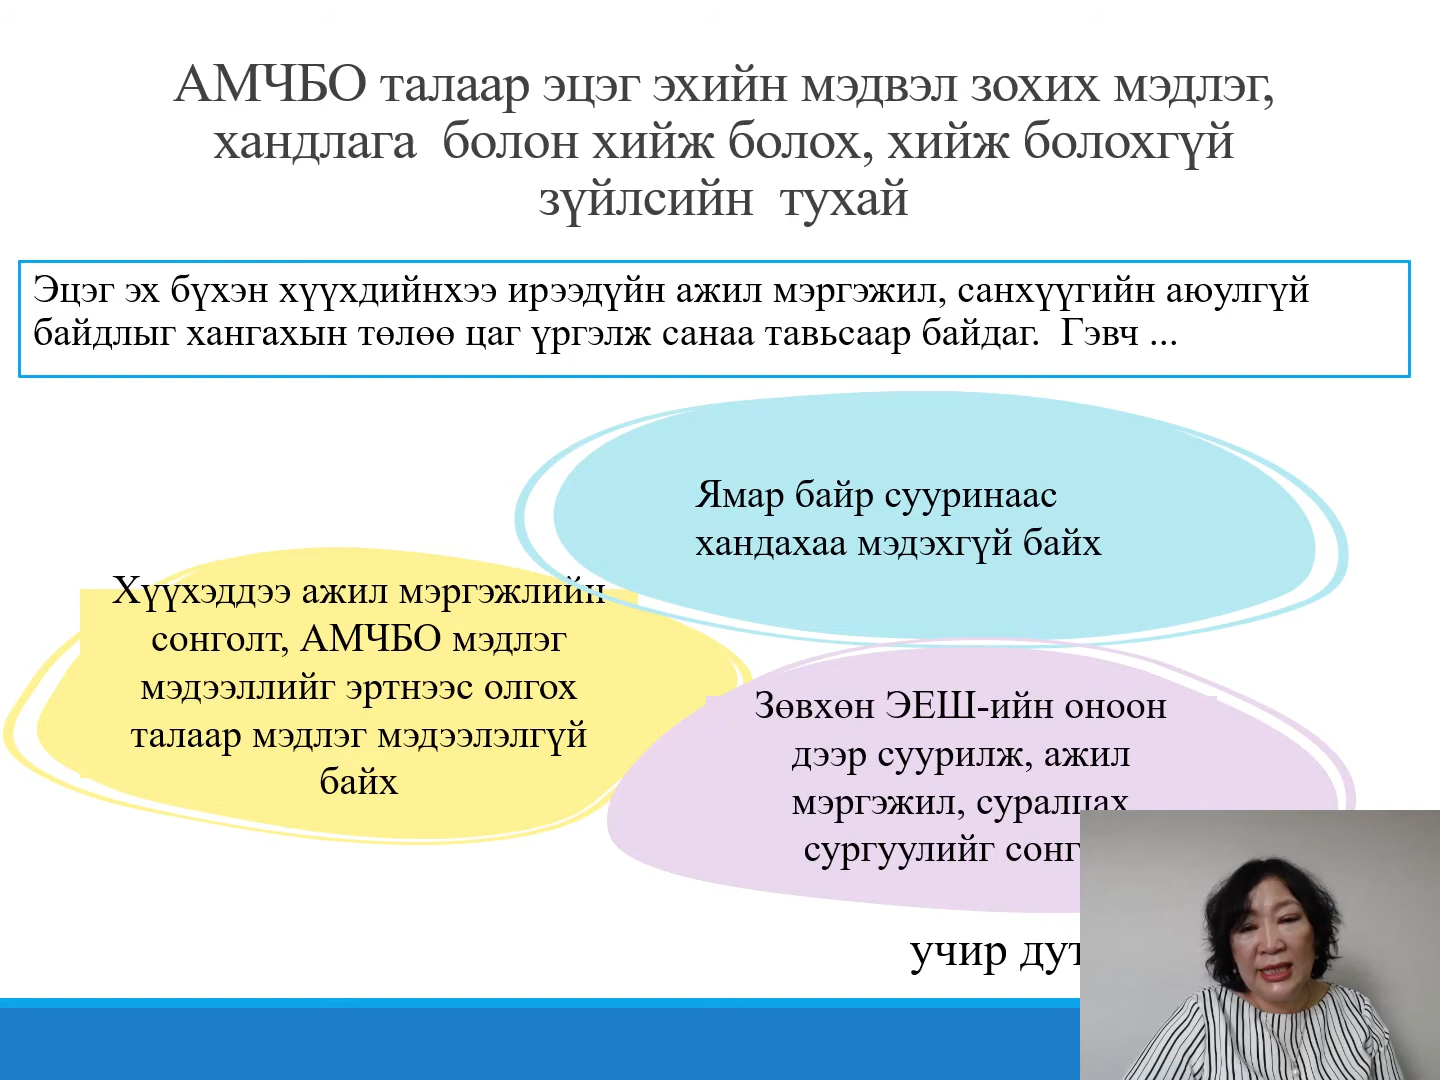 АМЧБО талаар эцэг эхийн мэдвэл зохих мэдлэг,
хандлага болон хийж болох, хийж болохгүй
зүйлсийн тухай
Эцэг эх бүхэн хүүхдийнхээ ирээдүйн ажил мэргэжил, санхүүгийн аюулгүй
байдлыг хангахын төлөө цаг үргэлж санаа тавьсаар байдаг. Гэвч ...
Ямар байр сууринаас
хандахаа мэдэхгүй байх
Хүүхэддээ ажил мэргэжлийн
сонголт, АМЧБО мэдлэг
мэдээллийг эртнээс олгох
талаар мэдлэг мэдээлэлгүй
байх
Зөвхөн ЭЕШ-ийн оноон
дээр суурилж, ажил
мэргэжил, суралцах
сургуулийг
учир